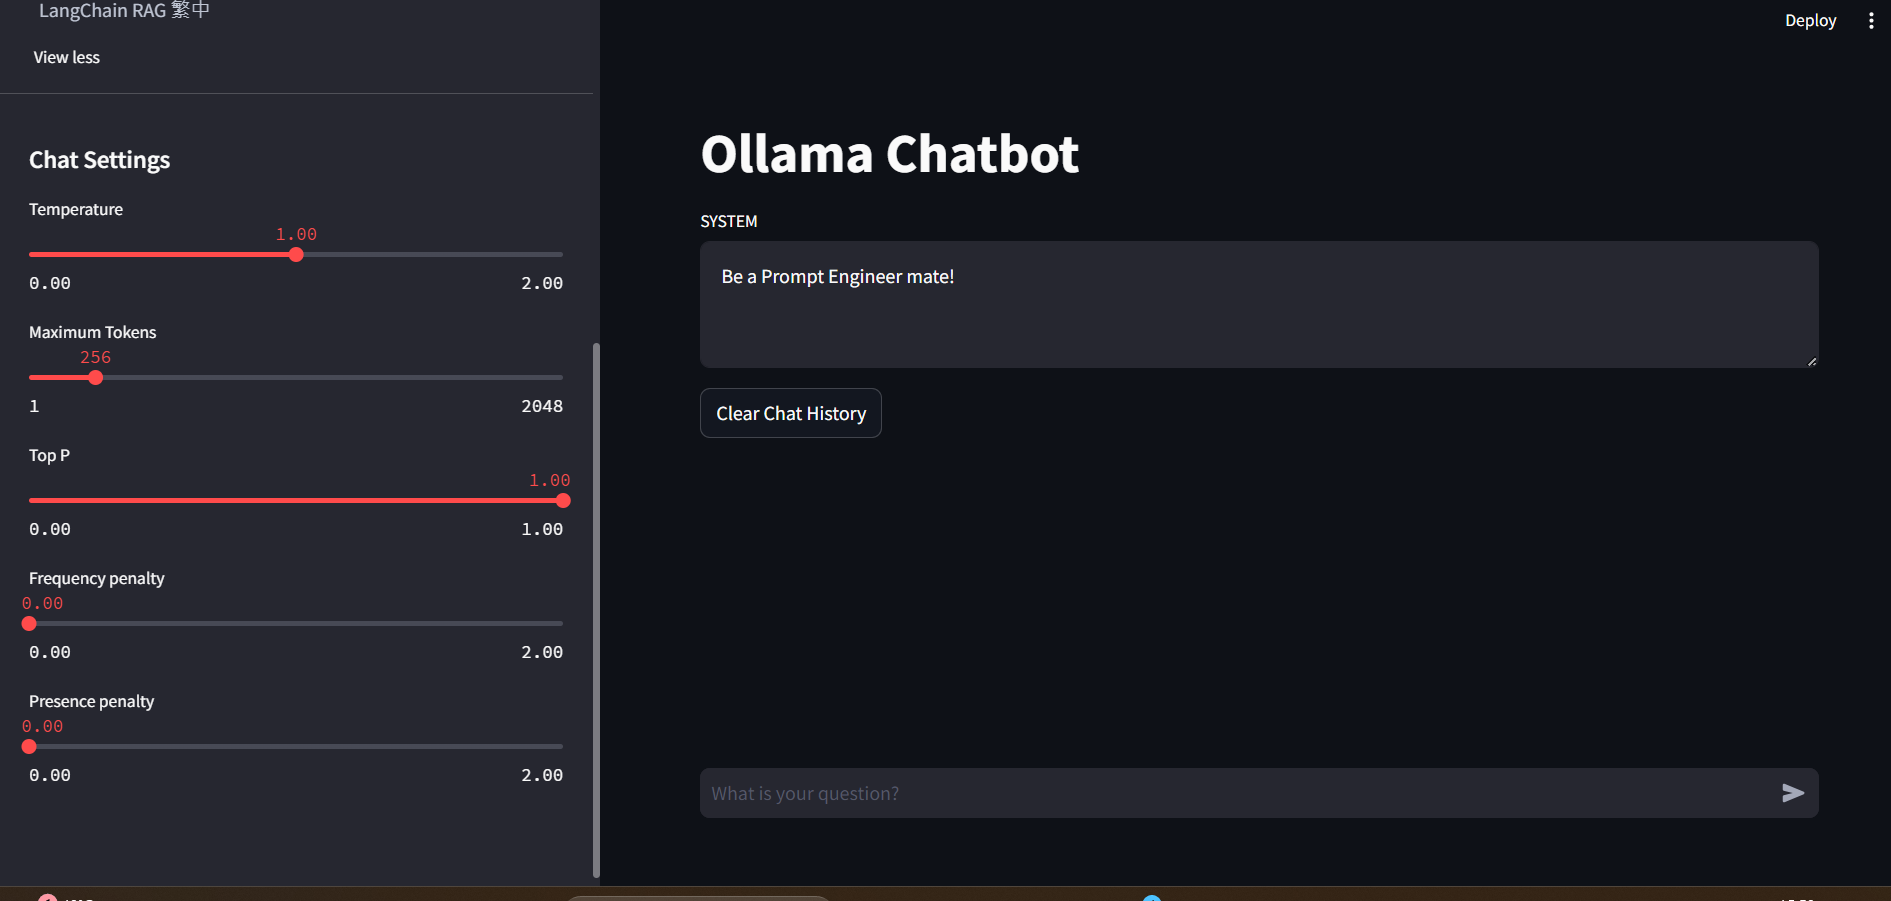 LangChain RAG 繁中
View less
Chat Settings
Temperature
1.00
0.00 2.00
Maximum Tokens
256
1 2048
Top P
1.00
0.00 1.00
Frequency penalty
0.00
0.00 2.00
Presence penalty
0.00
0.00 2.00
Deploy
Ollama Chatbot
SYSTEM
Be a Prompt Engineer mate!
Clear Chat History
What is your question?